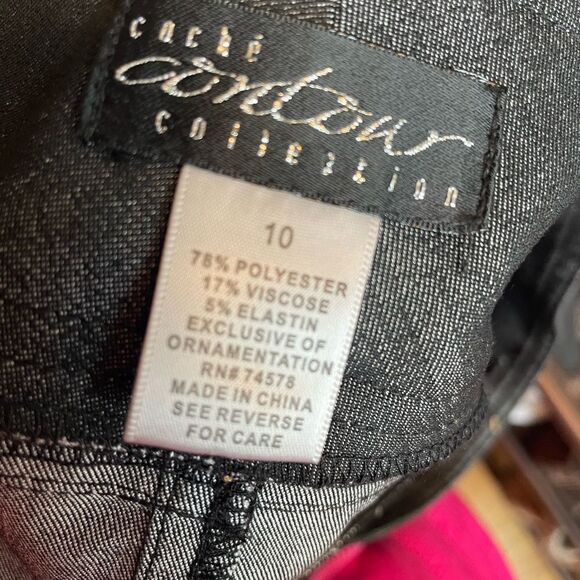 caché
contour
collection
10
78% POLYESTER
17% VISCOSE
5% ELASTIN
EXCLUSIVE OF
ORNAMENTATION
RN# 74578
MADE IN CHINA
SEE REVERSE
FOR CARE